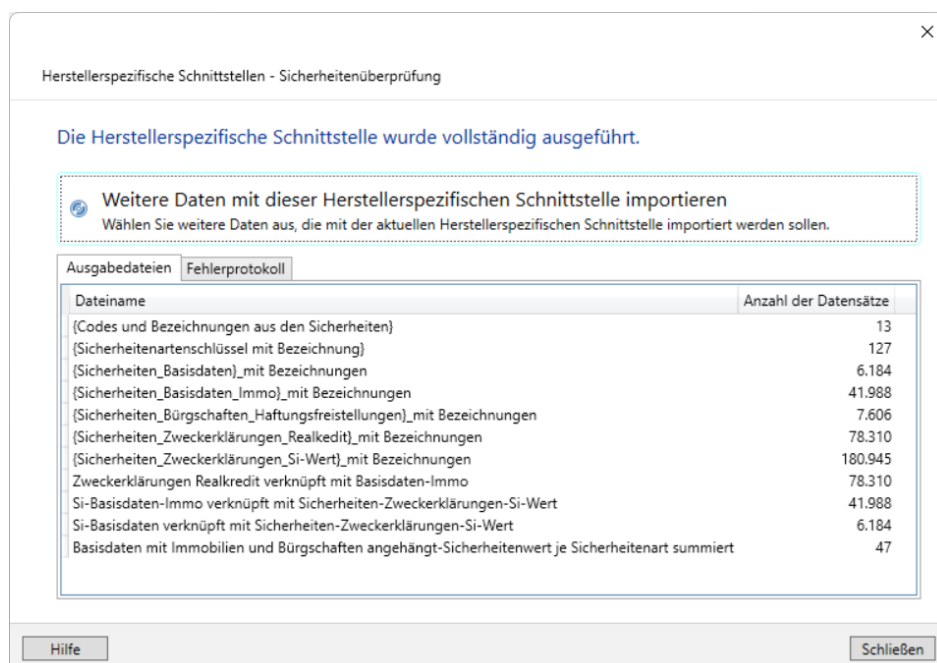 Herstellerspezifische Schnittstellen - Sicherheitenüberprüfung
Die Herstellerspezifische Schnittstelle wurde vollständig ausgeführt.
Weitere Daten mit dieser Herstellerspezifischen Schnittstelle importieren
Wählen Sie weitere Daten aus, die mit der aktuellen Herstellerspezifischen Schnittstelle importiert werden sollen.
Ausgabedateien Fehlerprotokoll
Dateiname Anzahl der Datensätze
{Codes und Bezeichnungen aus den Sicherheiten} 13
{Sicherheitenartenschlüssel mit Bezeichnung} 127
{Sicherheiten_Basisdaten}_mit Bezeichnungen 6.184
{Sicherheiten_Basisdaten_Immo}_mit Bezeichnungen 41.988
{Sicherheiten_Bürgschaften_Haftungsfreistellungen}_mit Bezeichnungen 7.606
{Sicherheiten_Zweckerklärungen_Realkedit}_mit Bezeichnungen 78.310
{Sicherheiten_Zweckerklärungen_Si-Wert}_mit Bezeichnungen 180.945
Zweckerklärungen Realkredit verknüpft mit Basisdaten-Immo 78.310
Si-Basisdaten-Immo verknüpft mit Sicherheiten-Zweckerklärungen-Si-Wert 41.988
Si-Basisdaten verknüpft mit Sicherheiten-Zweckerklärungen-Si-Wert 6.184
Basisdaten mit Immobilien und Bürgschaften angehängt-Sicherheitenwert je Sicherheitenart summiert 47
Hilfe Schließen